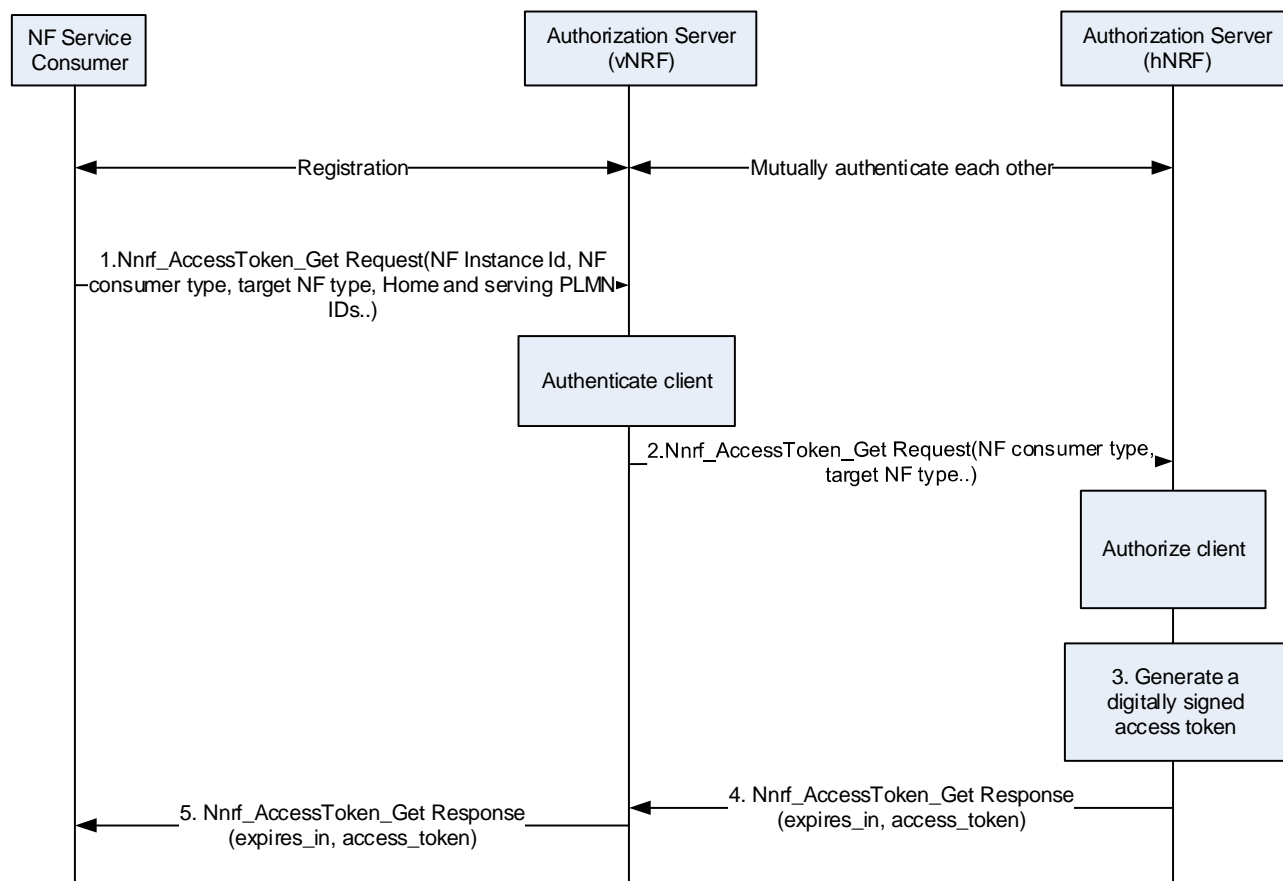 NF Service
Consumer
Authorization Server
(vNRF)
Authorization Server
(hNRF)
Registration
Mutually authenticate each other
1.Nnrf_AccessToken_Get Request(NF Instance Id, NF
consumer type, target NF type, Home and serving PLMN
IDs..)
Authenticate client
2.Nnrf_AccessToken_Get Request(NF consumer type,
target NF type..)
Authorize client
3. Generate a
digitally signed
access token
4. Nnrf_AccessToken_Get Response
(expires_in, access_token)
5. Nnrf_AccessToken_Get Response
(expires_in, access_token)